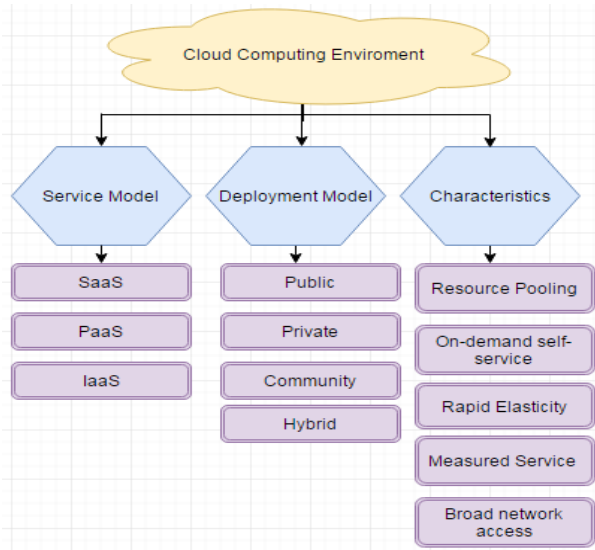 Cloud Computing Enviroment
Service Model
Deployment Model
Characteristics
SaaS
PaaS
IaaS
Public
Private
Community
Hybrid
Resource Pooling
On-demand self-
service
Rapid Elasticity
Measured Service
Broad network
access